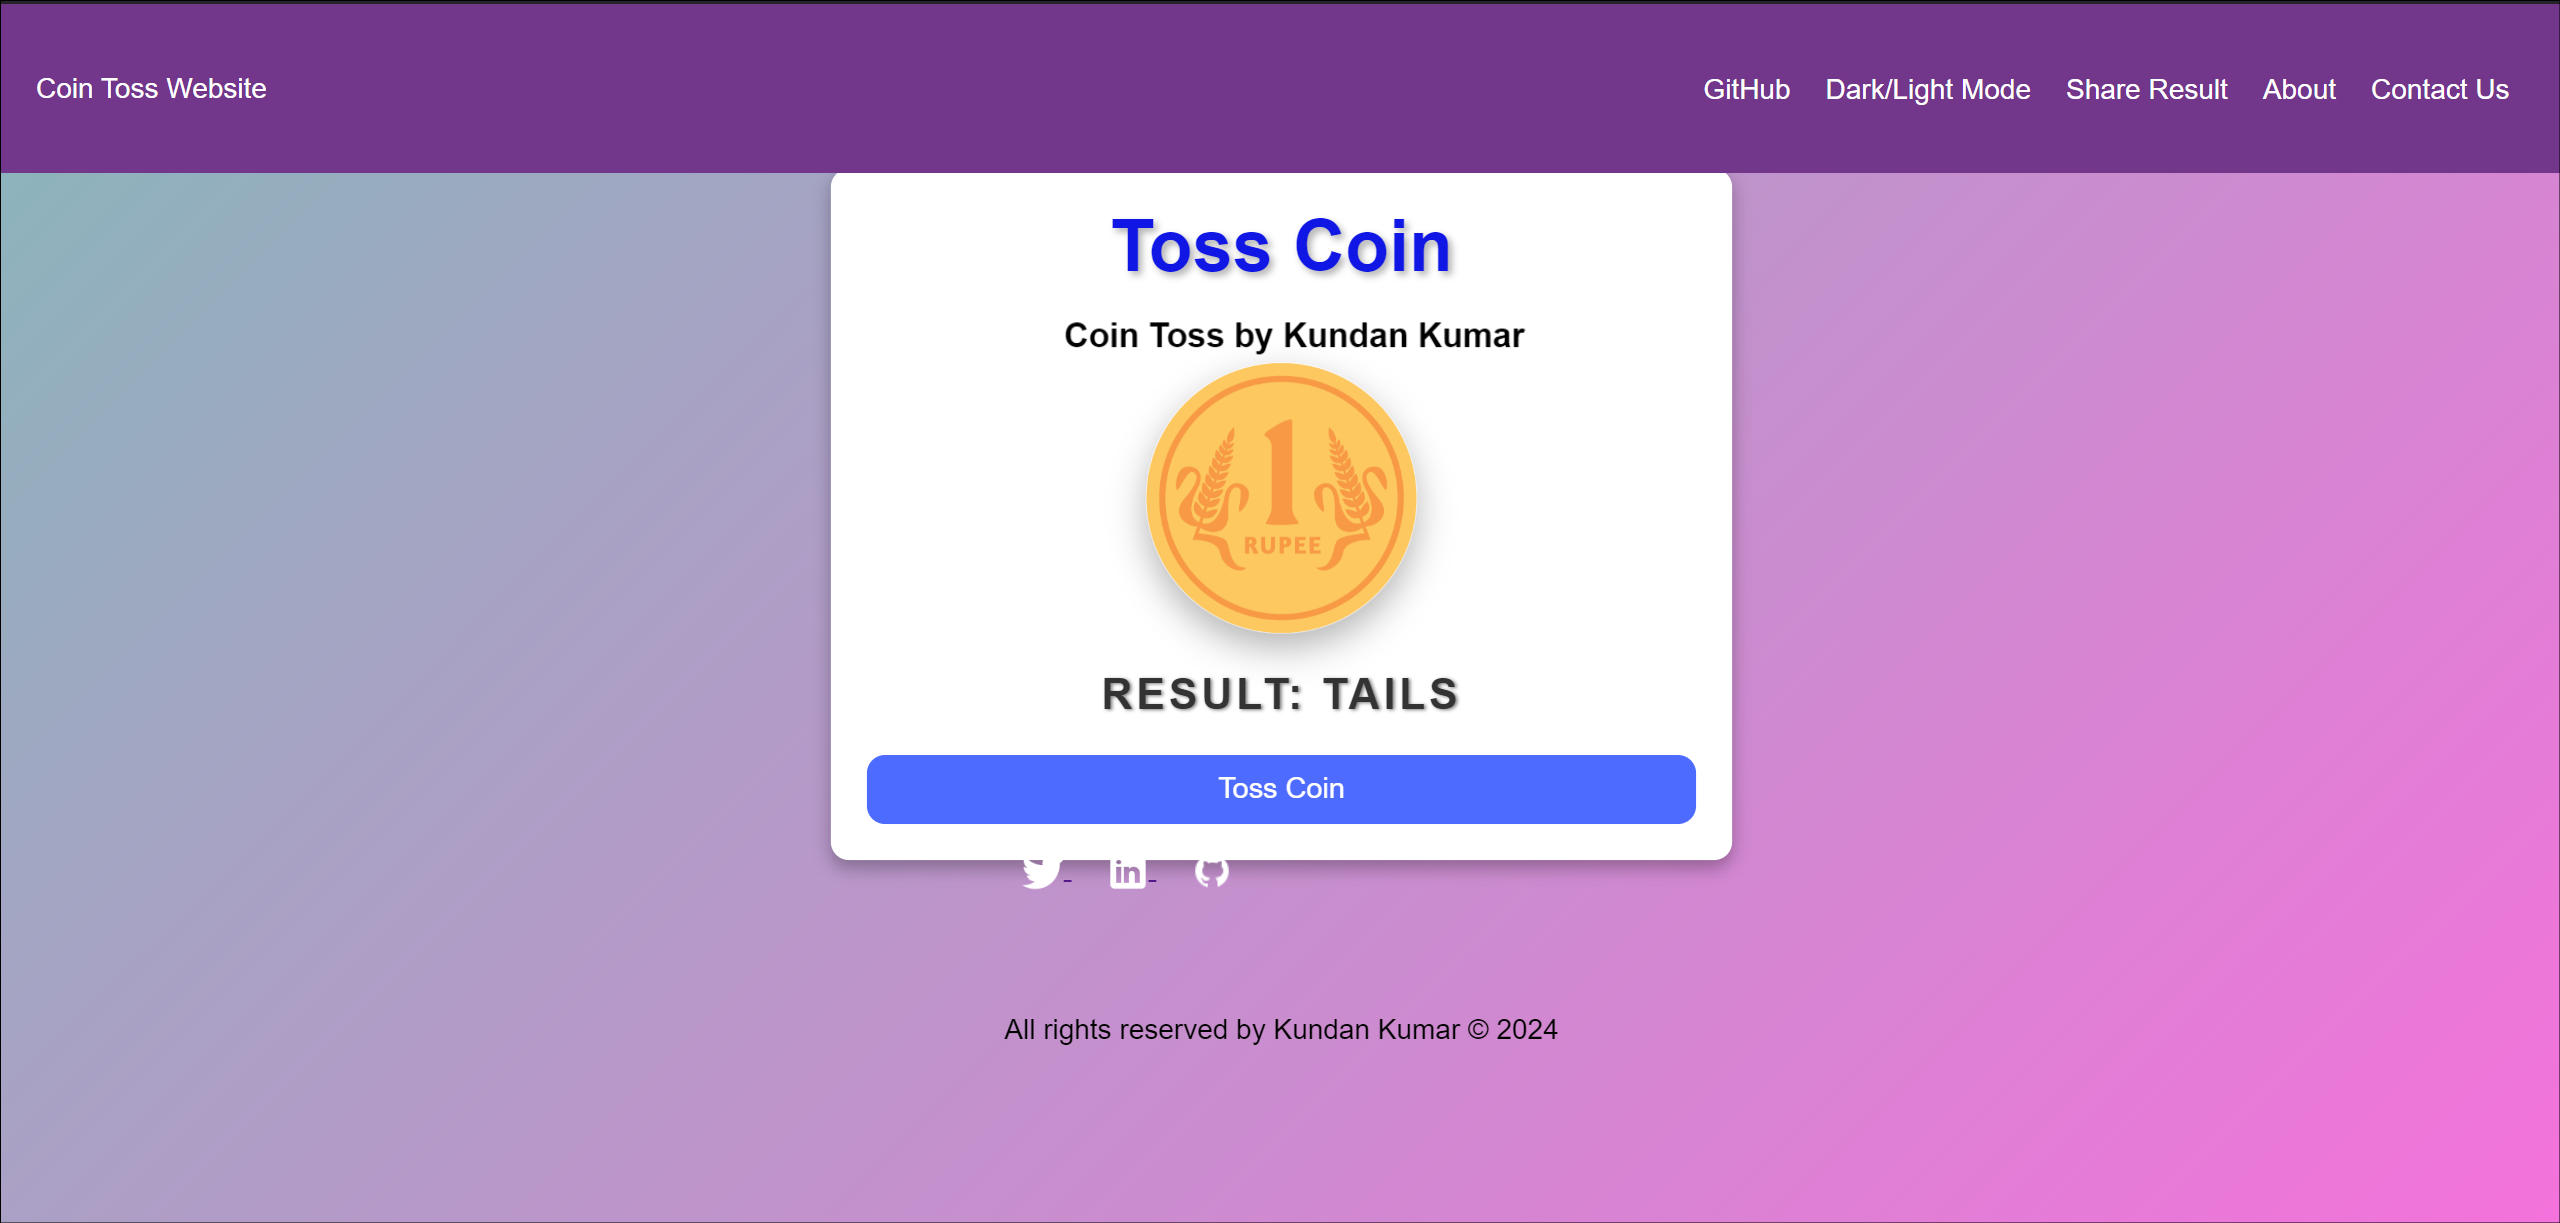 Coin Toss Website
GitHub Dark/Light Mode Share Result About Contact Us
Toss Coin
Coin Toss by Kundan Kumar
1
RUPEE
RESULT: TAILS
Toss Coin
in
All rights reserved by Kundan Kumar © 2024